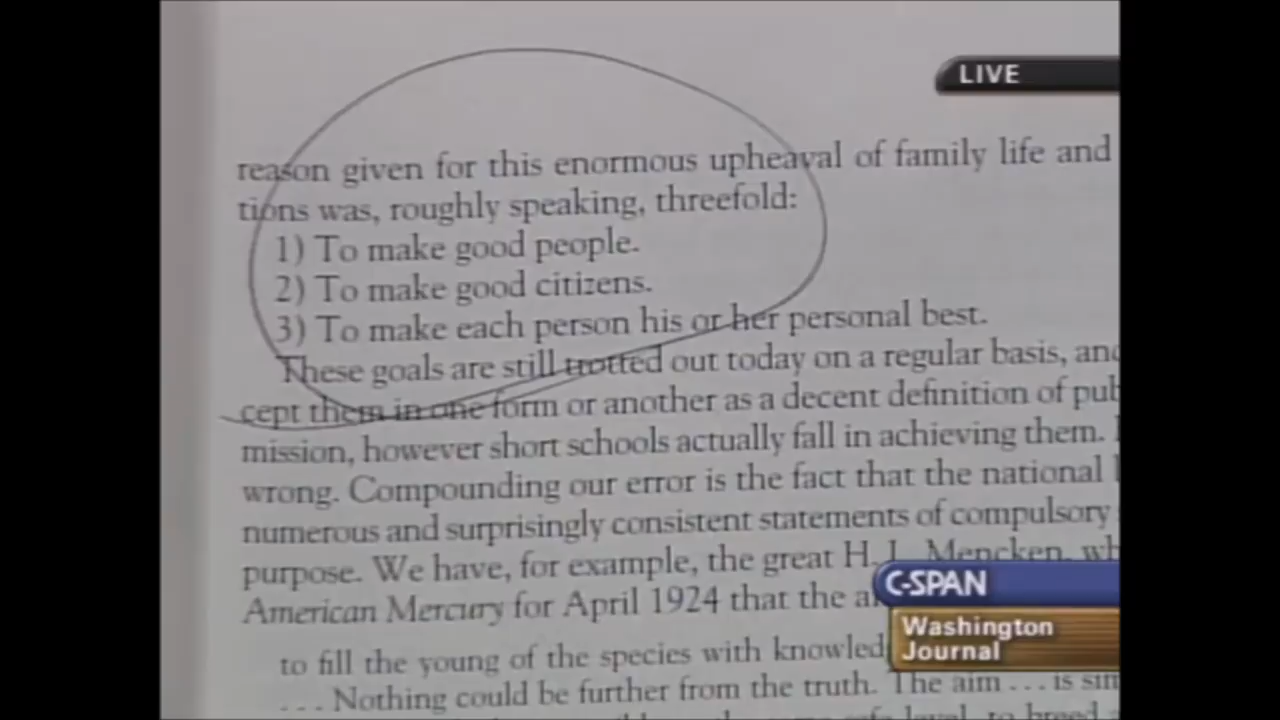 LIVE
reason given for this enormous upheaval of family life and
tions was, roughly speaking, threefold:
1) To make good people.
2) To make good citizens.
3) To make each person his or her personal best.
These goals are still trotted out today on a regular basis, and
cept them in one form or another as a decent definition of pub
mission, however short schools actually fall in achieving them.
wrong. Compounding our error is the fact that the national
numerous and surprisingly consistent statements of compulsory
purpose. We have, for example, the great H. L. Mencken, wh
American Mercury for April 1924 that the a
C-SPAN
Washington
Journal
to fill the young of the species with knowled
. . . Nothing could be further from the truth. The aim . . . is sim